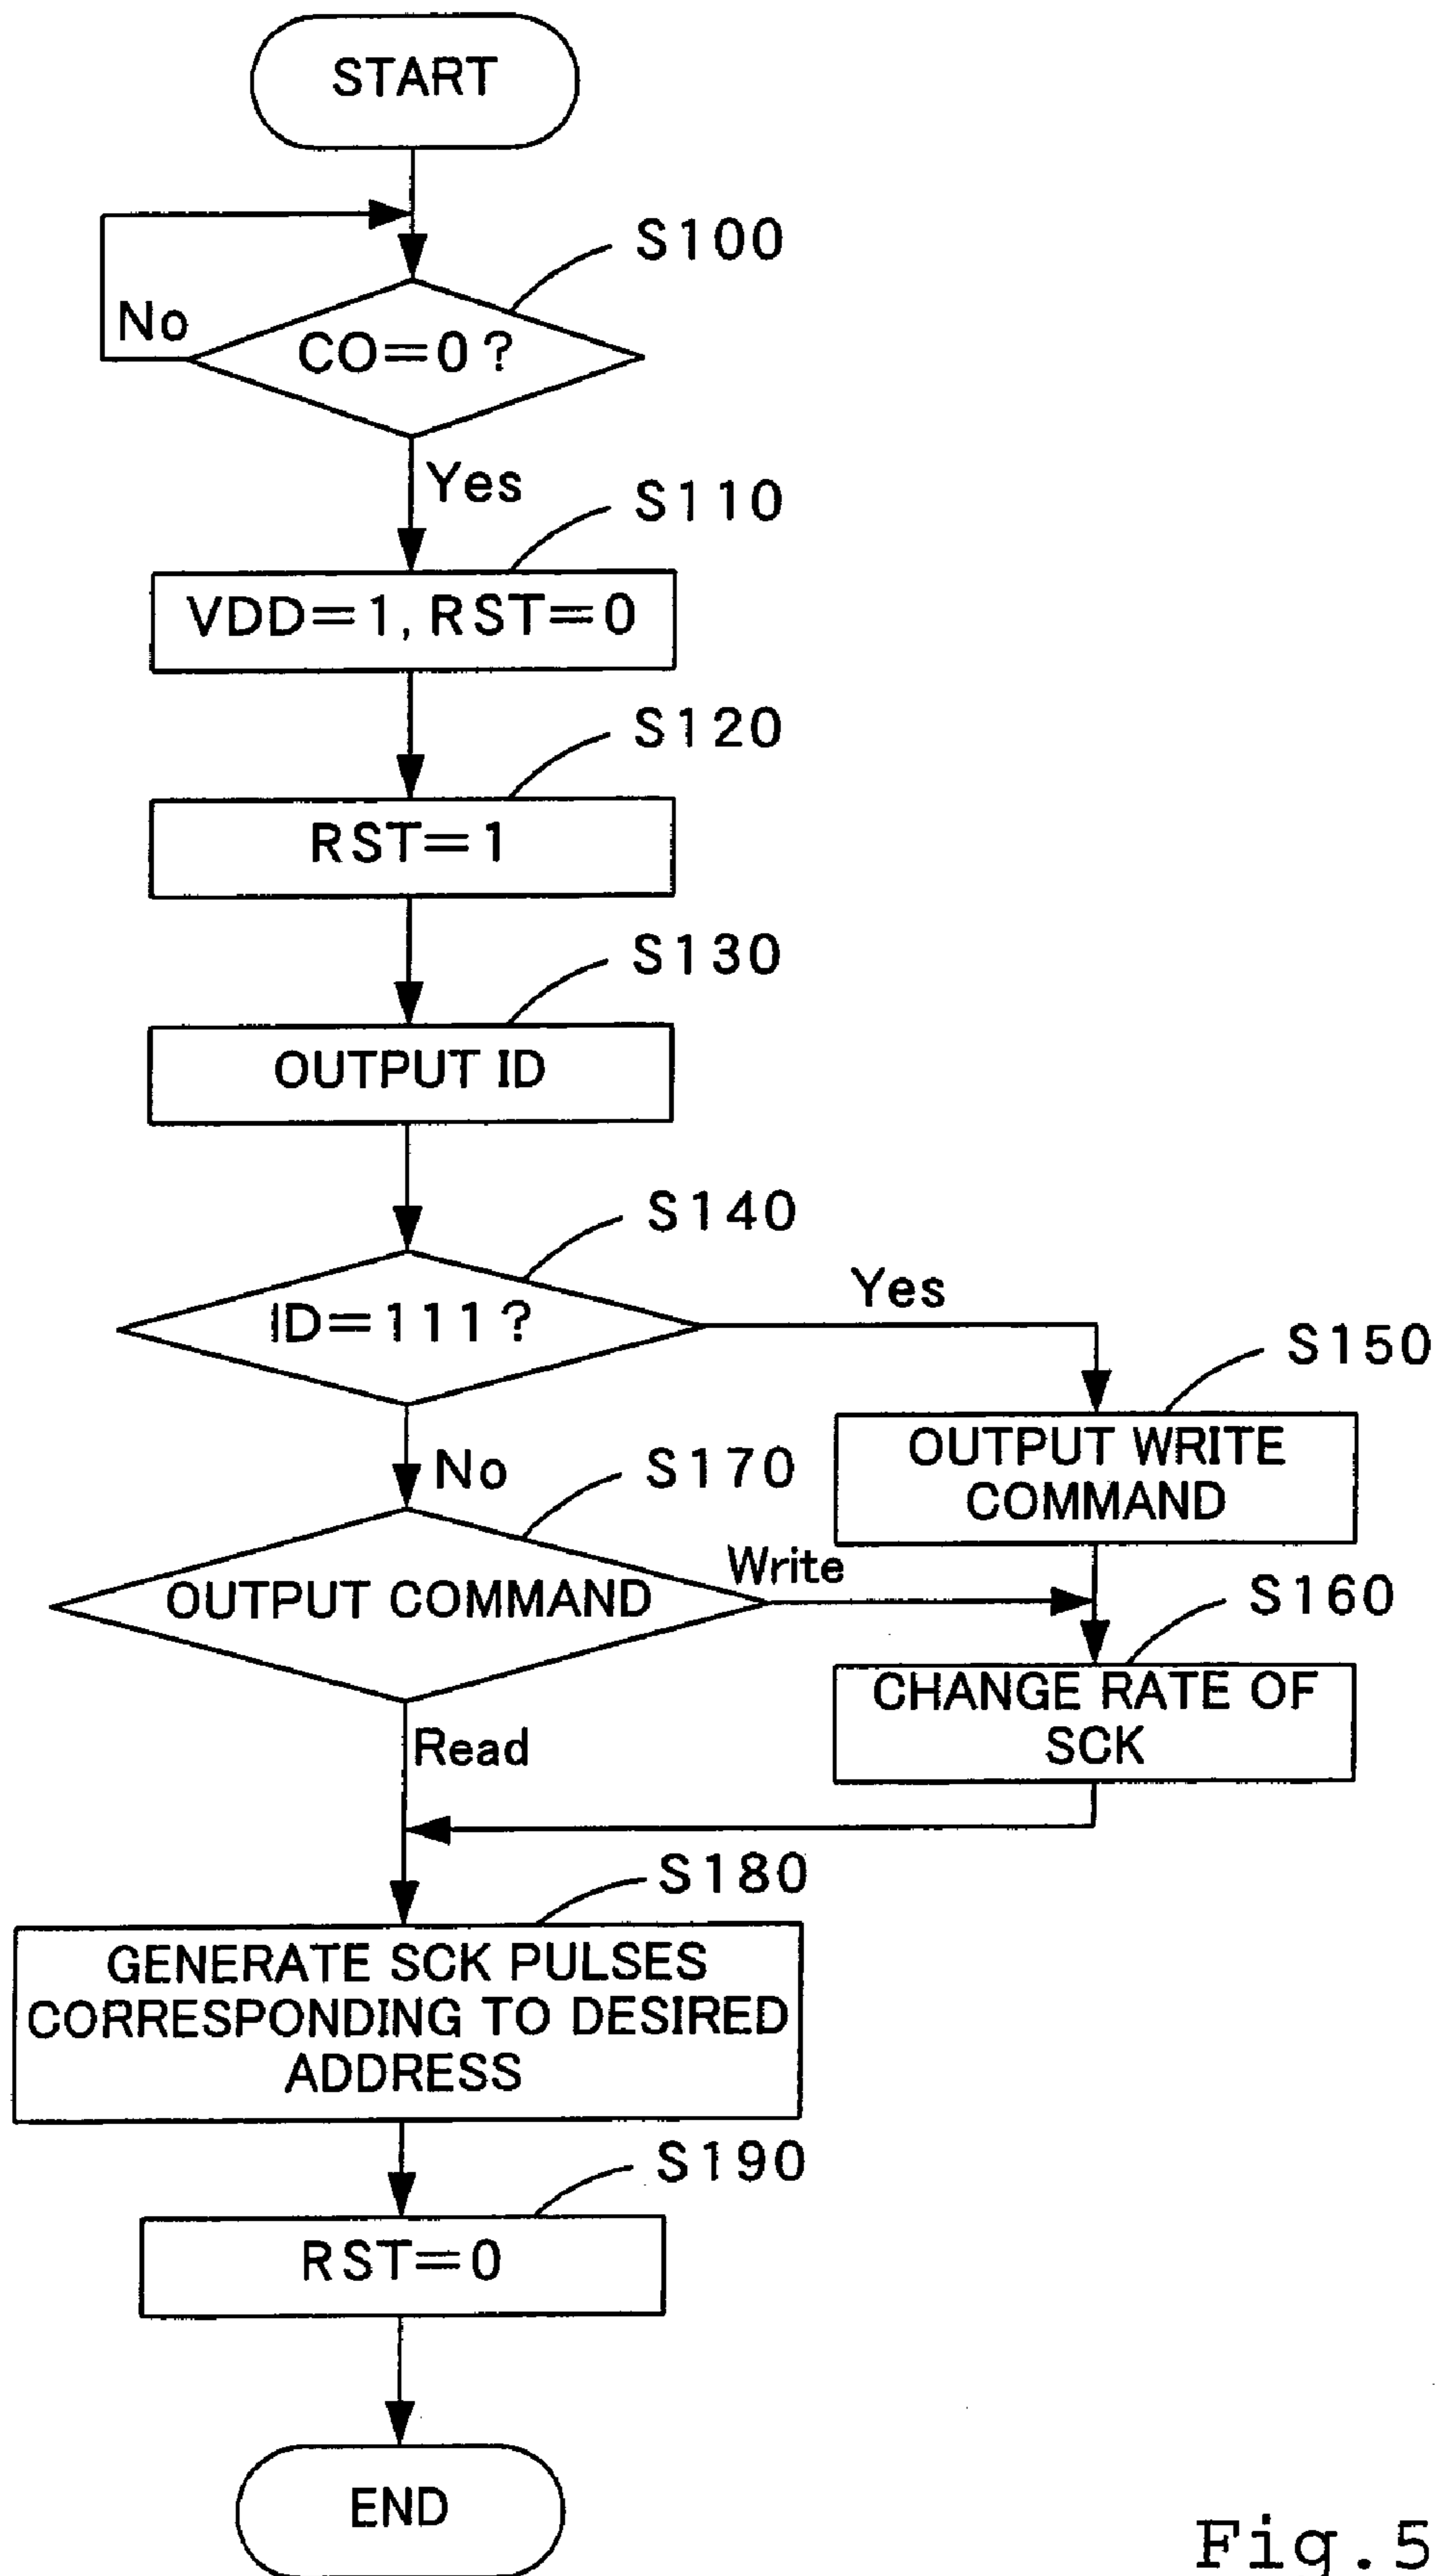 START
S100
No
CO=0?
Yes
S110
VDD=1, RST=0
S120
RST=1
S130
OUTPUT ID
S140
ID=111?
Yes
S150
OUTPUT WRITE
COMMAND
No
S170
OUTPUT COMMAND
Write
S160
CHANGE RATE OF
SCK
Read
S180
GENERATE SCK PULSES
CORRESPONDING TO DESIRED
ADDRESS
S190
RST=0
END
Fig.5